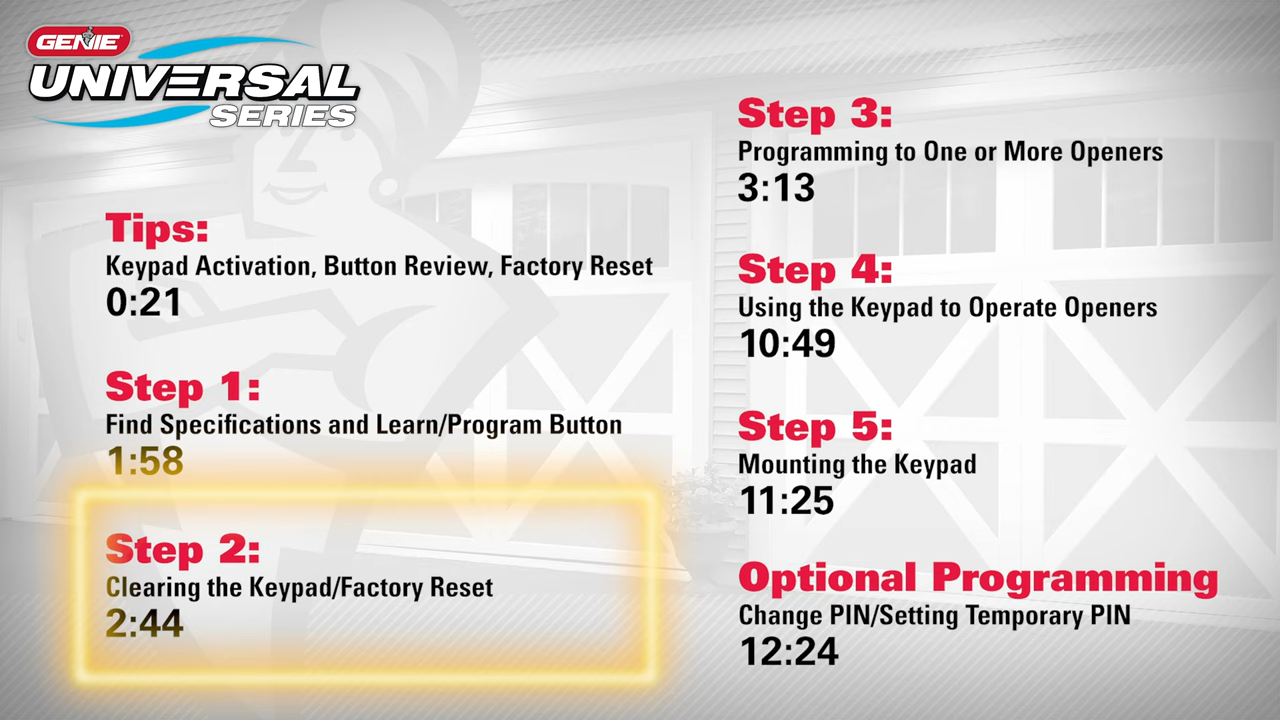 GENIE
UNIVERSAL
SERIES
Tips:
Keypad Activation, Button Review, Factory Reset
0:21
Step 1:
Find Specifications and Learn/Program Button
1:58
Step 2:
Clearing the Keypad/Factory Reset
2:44
Step 3:
Programming to One or More Openers
3:13
Step 4:
Using the Keypad to Operate Openers
10:49
Step 5:
Mounting the Keypad
11:25
Optional Programming
Change PIN/Setting Temporary PIN
12:24